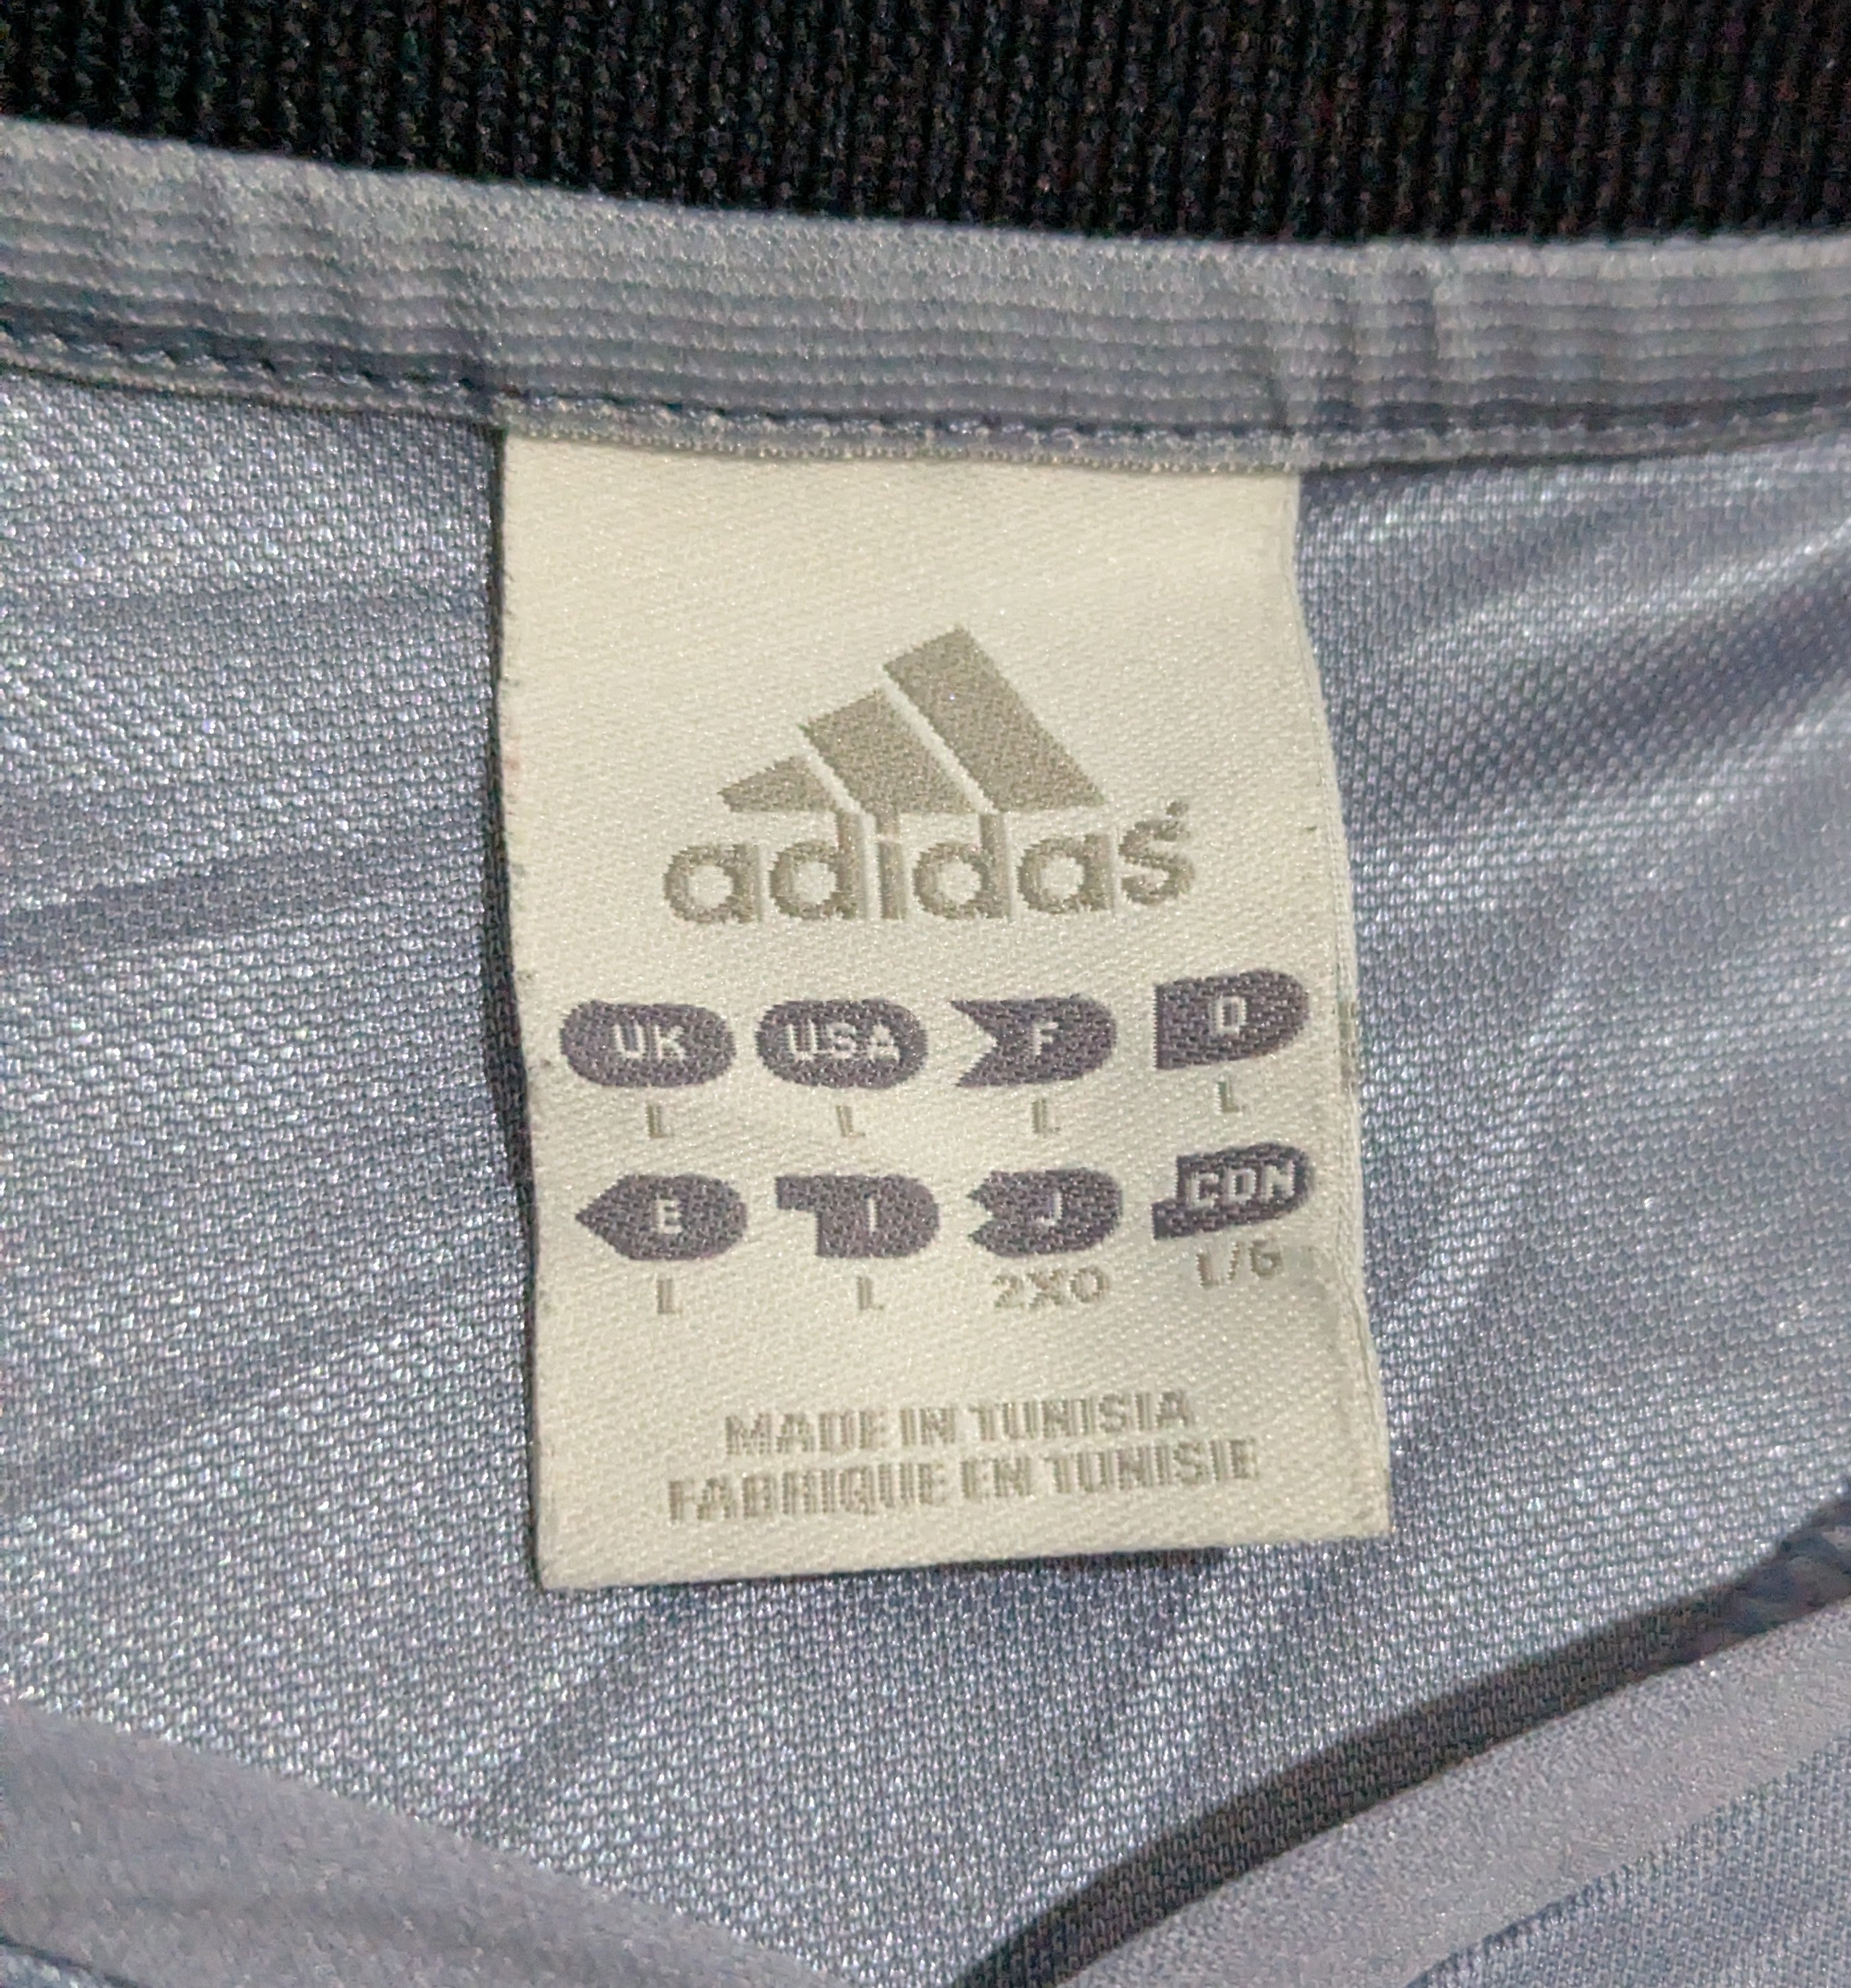 adidas
UK USA F D
L L L L
E I J CDN
L L 2XO L/G
MADE IN TUNISIA
FABRIQUE EN TUNISIE